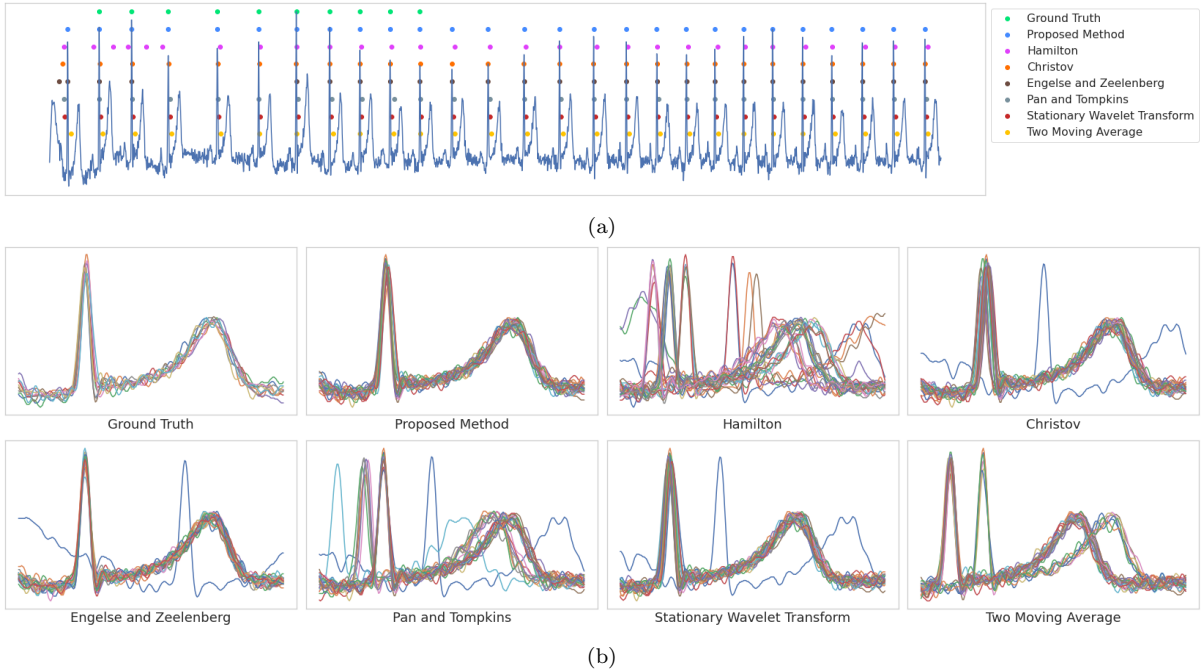 Ground Truth
Proposed Method
Hamilton
Christov
Engelse and Zeelenberg
Pan and Tompkins
Stationary Wavelet Transform
Two Moving Average
(a)
Ground Truth
Proposed Method
Hamilton
Christov
Engelse and Zeelenberg
Pan and Tompkins
Stationary Wavelet Transform
Two Moving Average
(b)